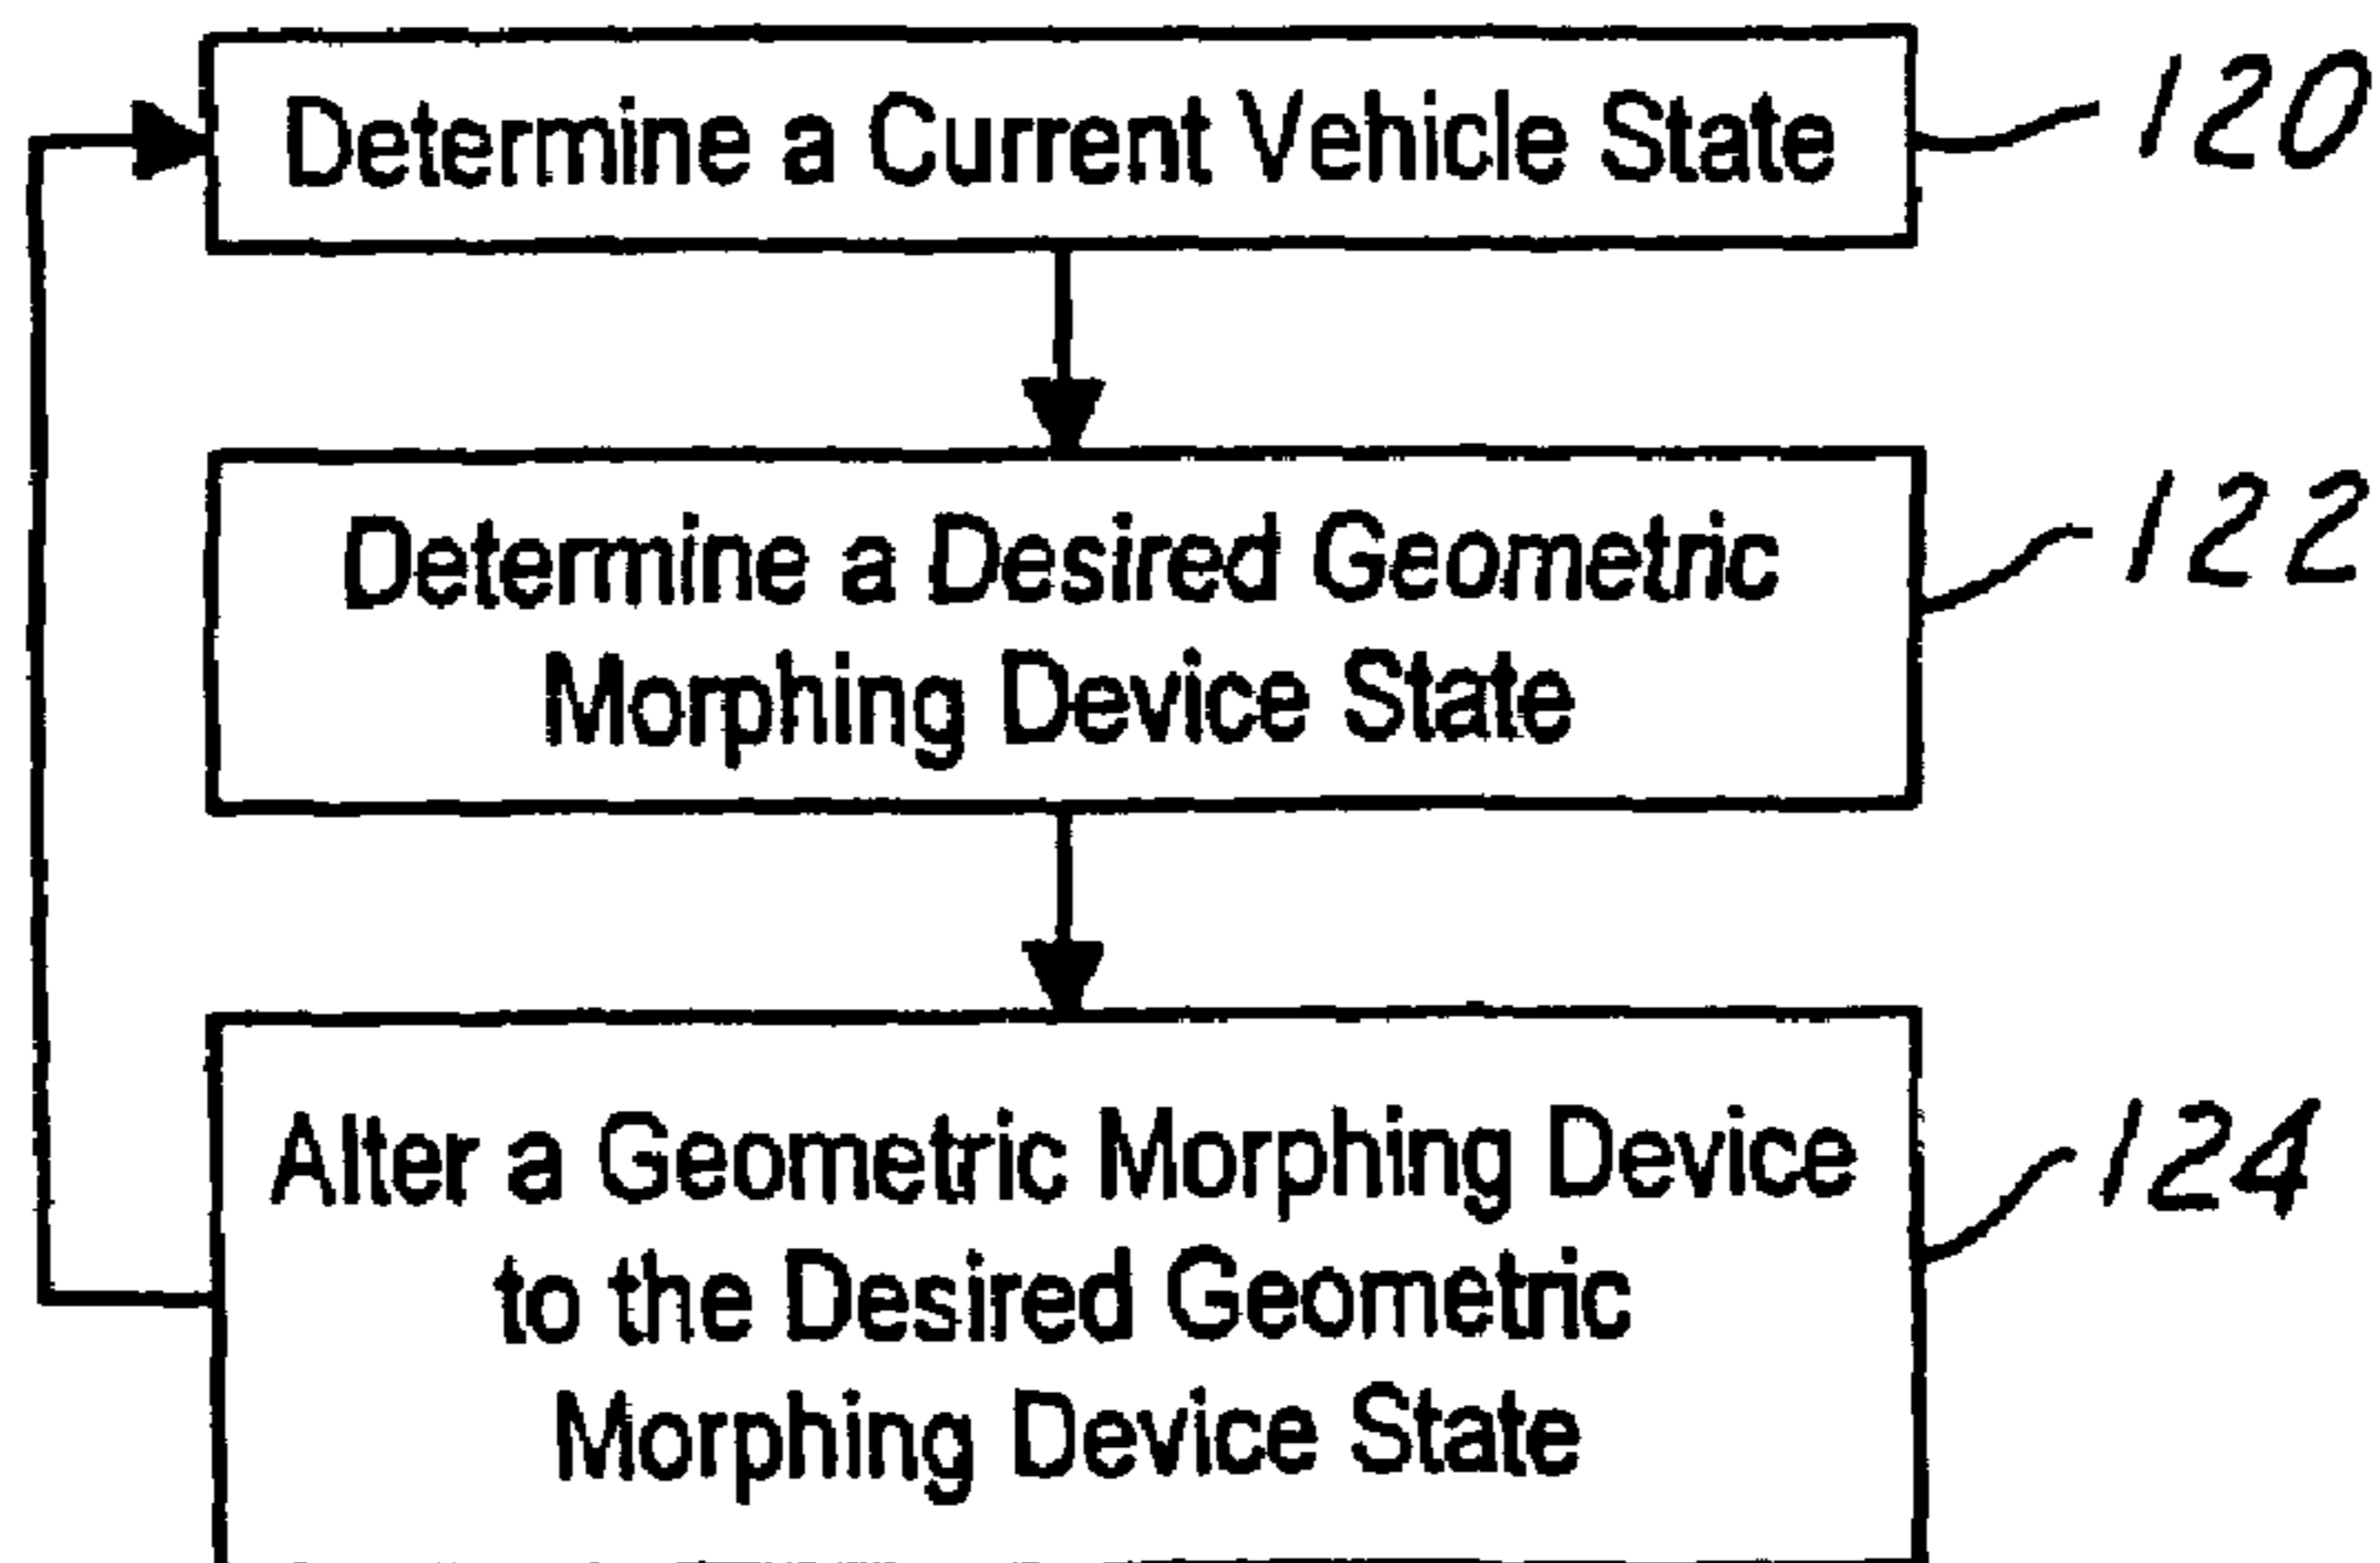 Determine a Current Vehicle State
120
Determine a Desired Geometric
Morphing Device State
122
Alter a Geometric Morphing Device
to the Desired Geometric
Morphing Device State
124